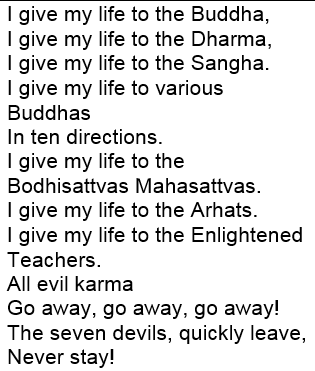 I give my life to the Buddha,
I give my life to the Dharma,
I give my life to the Sangha.
I give my life to various
Buddhas
In ten directions.
I give my life to the
Bodhisattvas Mahasattvas.
I give my life to the Arhats.
I give my life to the Enlightened
Teachers.
All evil karma
Go away, go away, go away!
The seven devils, quickly leave,
Never stay!